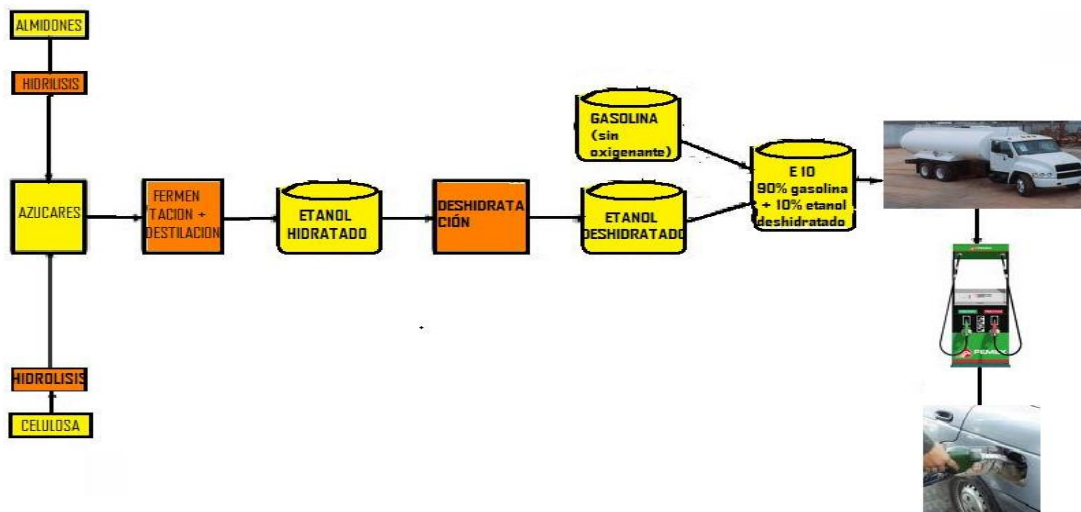 ALMIDONES
HIDRILISIS
AZUCARES
HIDROLISIS
CELULOSA
FERMEN
TACION +
DESTILACION
ETANOL
HIDRATADO
DESHIDRATA
CIÓN
GASOLINA
(sin
oxigenante)
ETANOL
DESHIDRATADO
E 10
90% gasolina
+ 10% etanol
deshidratado
PEMEX